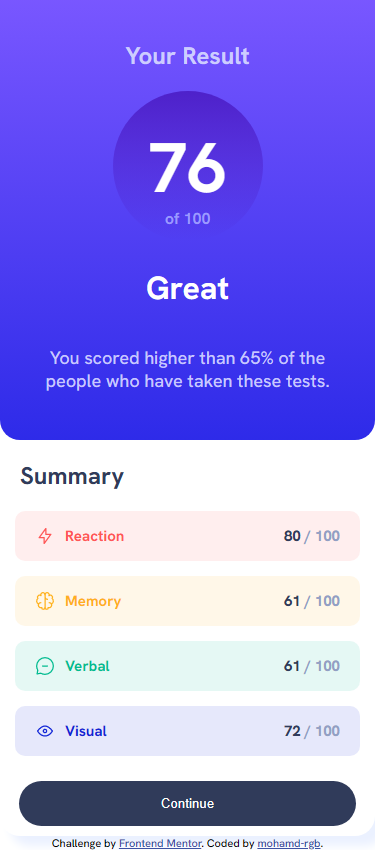 Your Result
76
of 100
Great
You scored higher than 65% of the
people who have taken these tests.
Summary
Reaction 80 / 100
Memory 61 / 100
Verbal 61 / 100
Visual 72 / 100
Continue
Challenge by Frontend Mentor. Coded by mohamd-rgb.